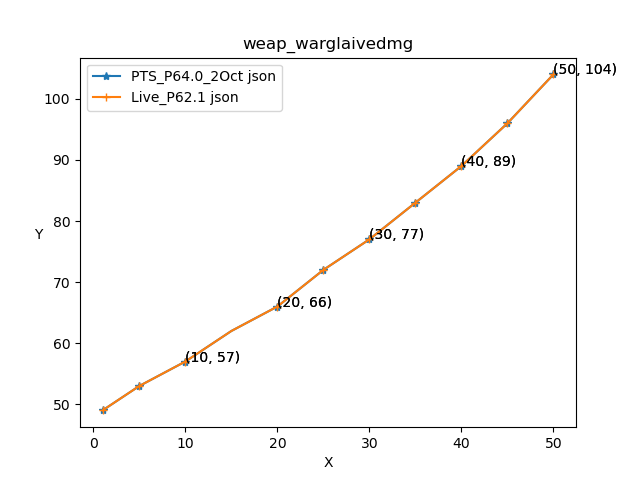 weap_warglaivedmg
PTS_P64.0_2Oct json
Live_P62.1 json
(50, 104)
(40, 89)
(30, 77)
(20, 66)
(10, 57)
100
90
80
70
60
50
Y
0 10 20 30 40 50
X